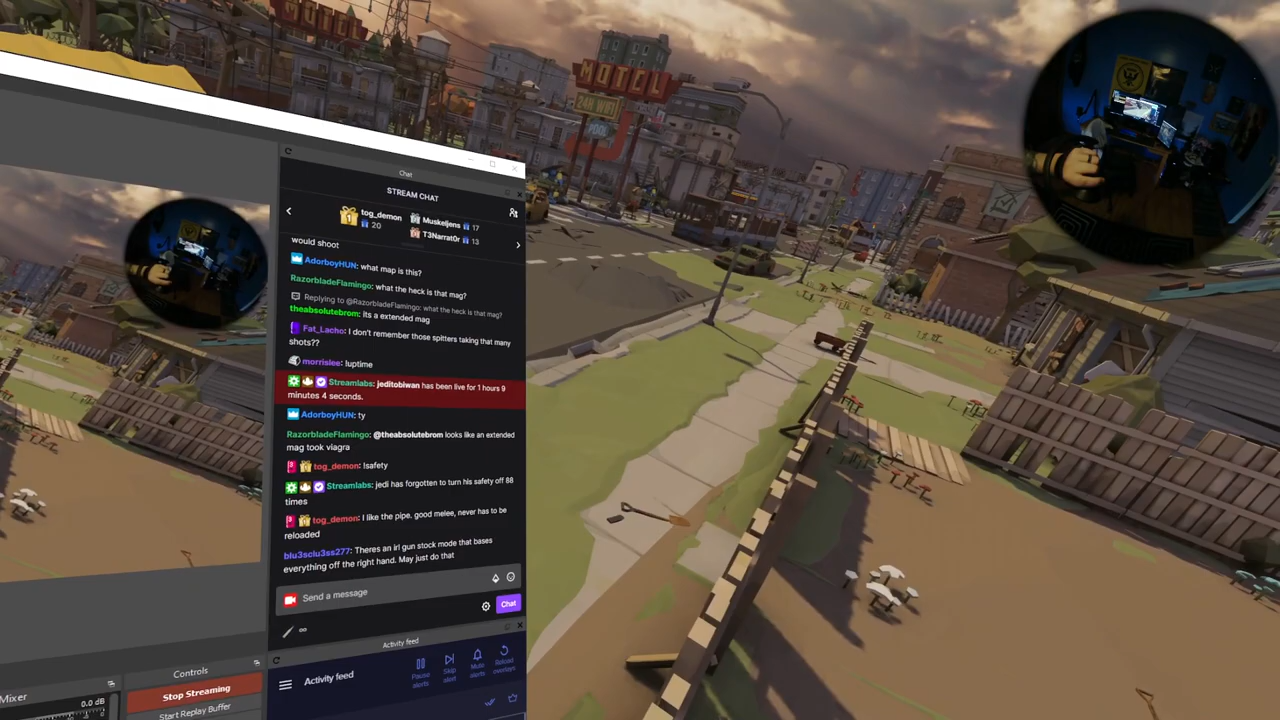 MOTEL
MOTEL
24H WIFI
POOL
Chat
STREAM CHAT
tog_demon
20
Muskeljens 17
T3Narrat0r 13
would shoot
AdorboyHUN: what map is this?
RazorbladeFlamingo: what the heck is that mag?
Replying to @RazorbladeFlamingo: what the heck is that mag?
theabsolutebrom: Its a extended mag
Fat_Lacho: I don't remember those spitters taking that many
shots??
morrislee: !uptime
Streamlabs: jeditobiwan has been live for 1 hours 9
minutes 4 seconds.
AdorboyHUN: ty
RazorbladeFlamingo: @theabsolutebrom looks like an extended
mag took viagra
tog_demon: !safety
Streamlabs: jedi has forgotten to turn his safety off 88
times
tog_demon: I like the pipe. good melee, never has to be
reloaded
blu3sclu3ss277: Theres an irl gun stock mode that bases
everything off the right hand. May just do that
Send a message
Chat
Activity feed
Activity feed
Pause alerts
Skip alert
Mute alerts
Reload overlays
Mixer
0.0 dB
Controls
Stop Streaming
Start Replay Buffer